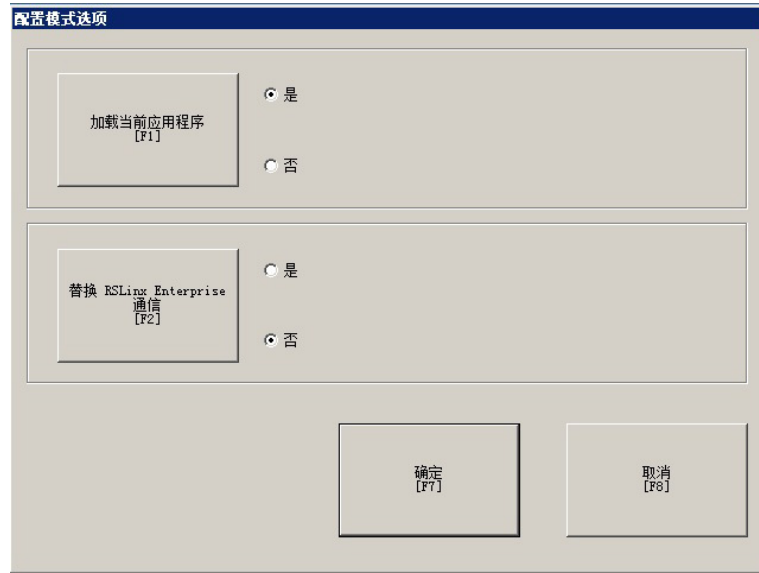 配置模式选项
加载当前应用程序
[F1]
是
否
替换 RSLinx Enterprise
通信
[F2]
是
否
确定
[F7]
取消
[F8]